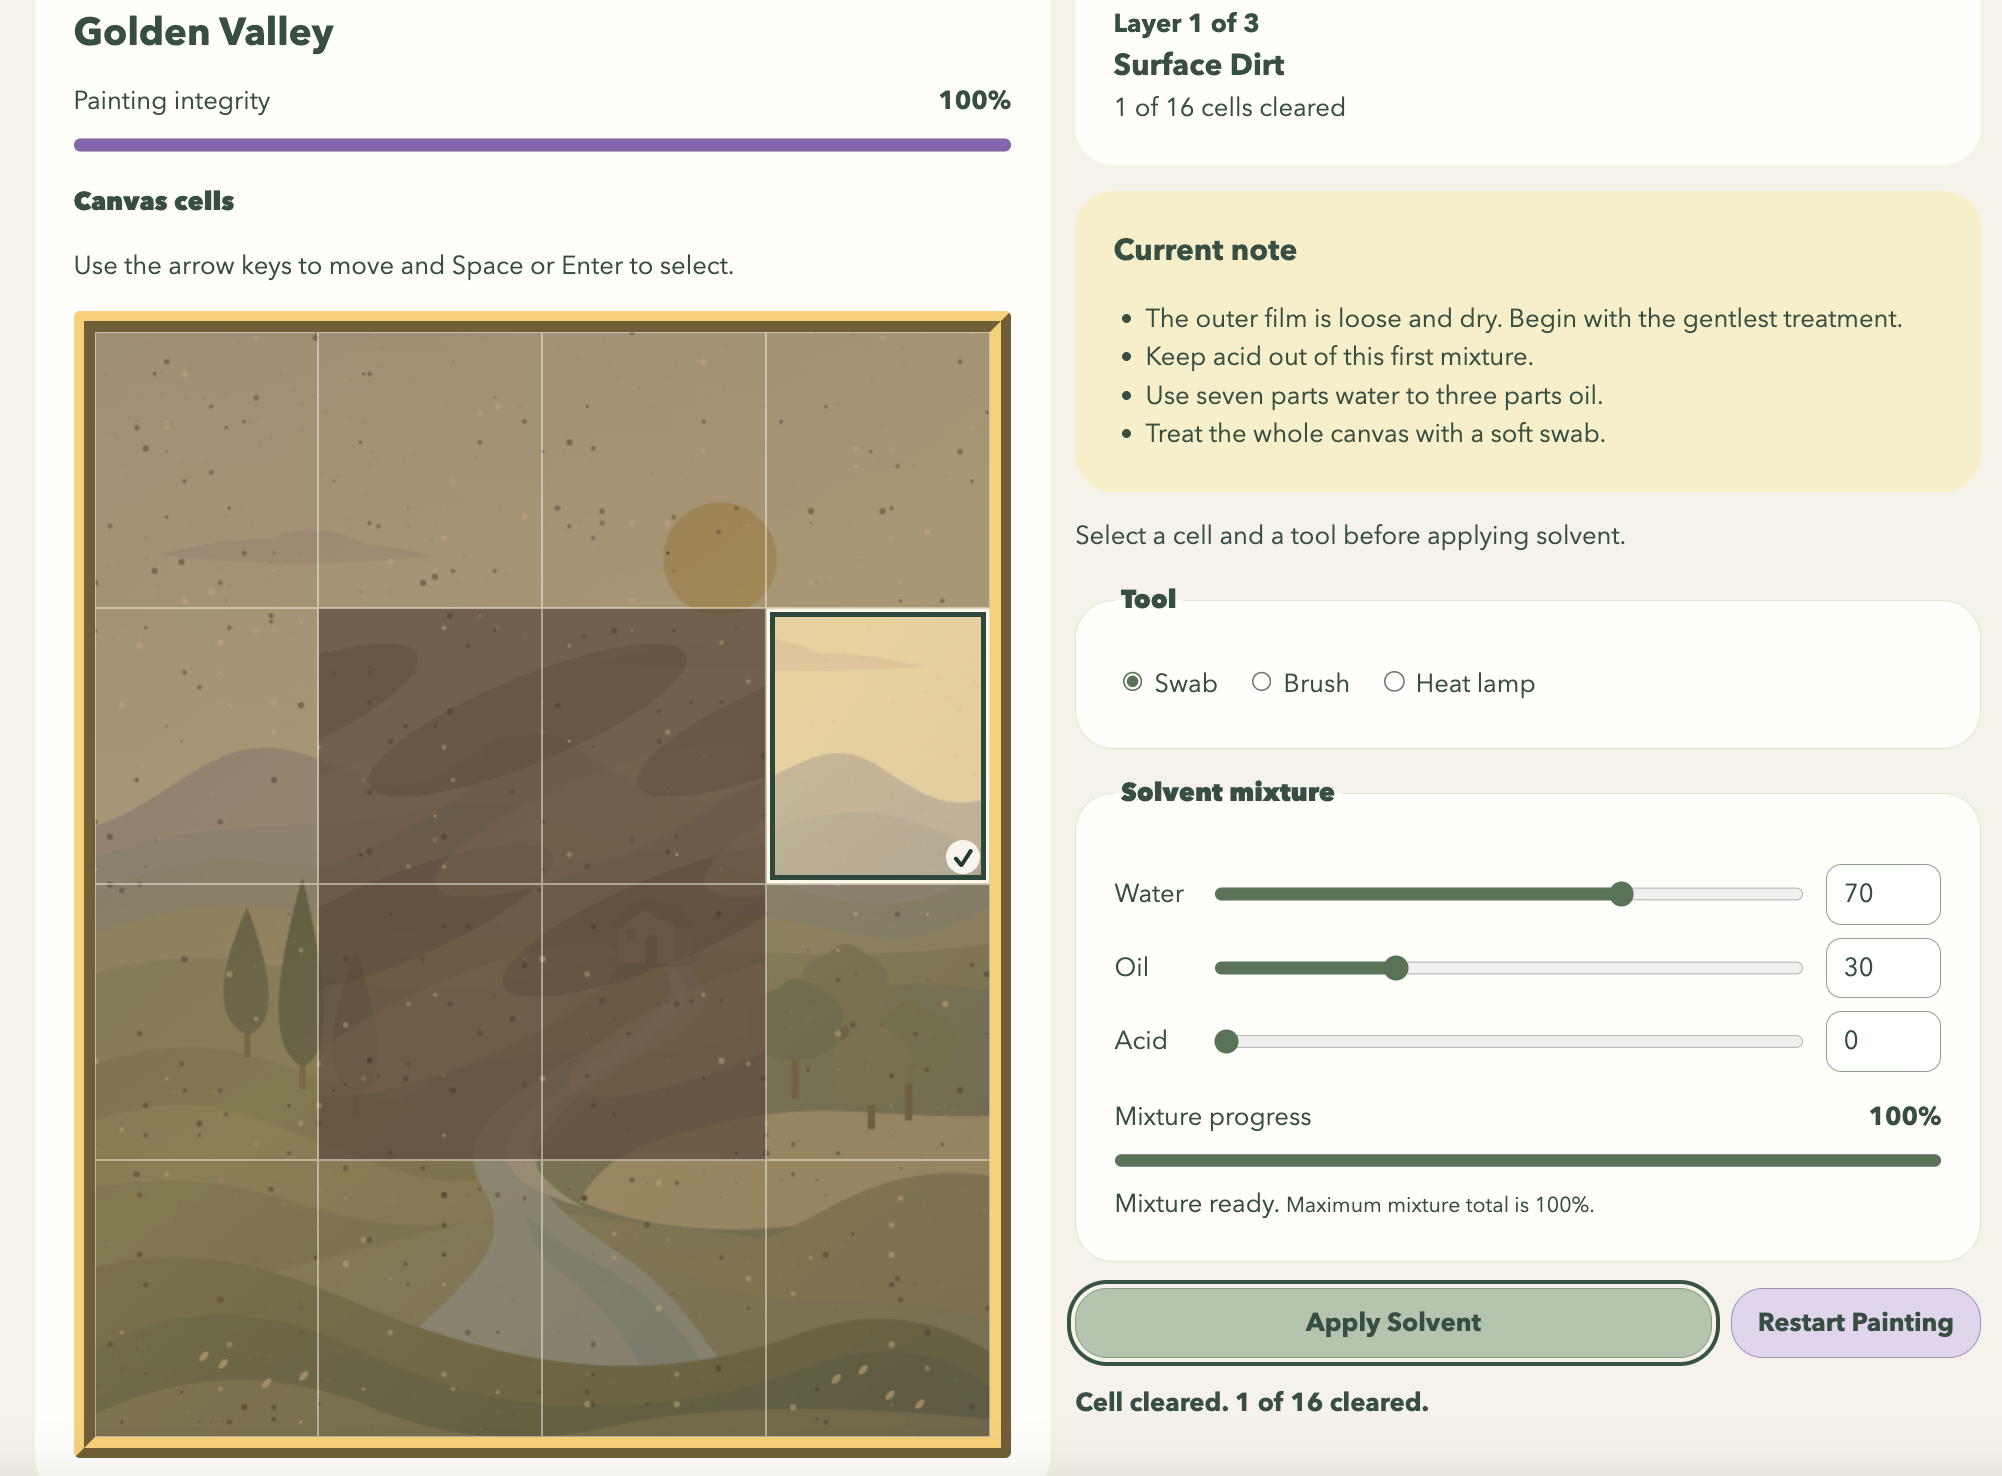 Golden Valley
Painting integrity
100%
Canvas cells
Use the arrow keys to move and Space or Enter to select.
Layer 1 of 3
Surface Dirt
1 of 16 cells cleared
Current note
• The outer film is loose and dry. Begin with the gentlest treatment.
• Keep acid out of this first mixture.
• Use seven parts water to three parts oil.
• Treat the whole canvas with a soft swab.
Select a cell and a tool before applying solvent.
Tool
Swab
Brush
Heat lamp
Solvent mixture
Water
70
Oil
30
Acid
0
Mixture progress
100%
Mixture ready. Maximum mixture total is 100%.
Apply Solvent
Restart Painting
Cell cleared. 1 of 16 cleared.